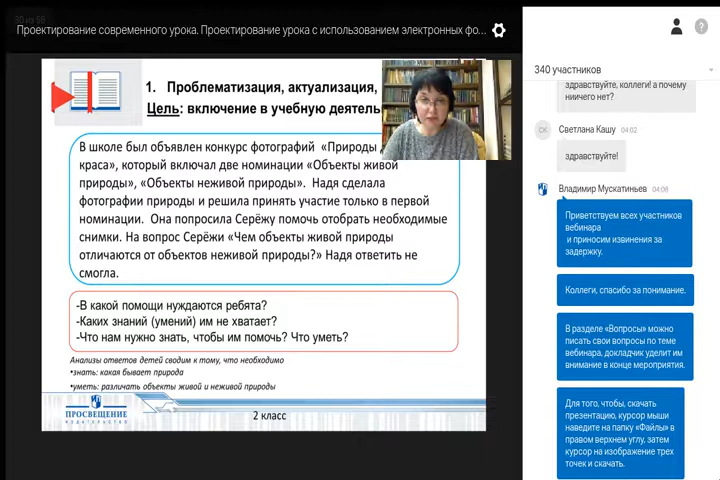 30 из 58
Проектирование современного урока. Проектирование урока с использованием электронных фо...
1. Проблематизация, актуализация,
Цель: включение в учебную деятель
В школе был объявлен конкурс фотографий «Природы
краса», который включал две номинации «Объекты живой
природы», «Объекты неживой природы». Надя сделала
фотографии природы и решила принять участие только в первой
номинации. Она попросила Серёжу помочь отобрать необходимые
снимки. На вопрос Серёжи «Чем объекты живой природы
отличаются от объектов неживой природы?» Надя ответить не
смогла.
-В какой помощи нуждаются ребята?
-Каких знаний (умений) им не хватает?
-Что нам нужно знать, чтобы им помочь? Что уметь?
Анализы ответов детей сводим к тому, что необходимо
•знать: какая бывает природа
•уметь: различать объекты живой и неживой природы
ПРОСВЕЩЕНИЕ
ИЗДАТЕЛЬСТВО
2 класс
340 участников
здравствуйте, коллеги! а почему
ниичего нет?
СК
Светлана Кашу 04:02
здравствуйте!
Владимир Мускатиньев 04:06
Приветствуем всех участников
вебинара
и приносим извинения за
задержку.
Коллеги, спасибо за понимание.
В разделе «Вопросы» можно
писать свои вопросы по теме
вебинара, докладчик уделит им
внимание в конце мероприятия.
Для того, чтобы, скачать
презентацию, курсор мыши
наведите на папку «Файлы» в
правом верхнем углу, затем
курсор на изображение трех
точек и скачать.